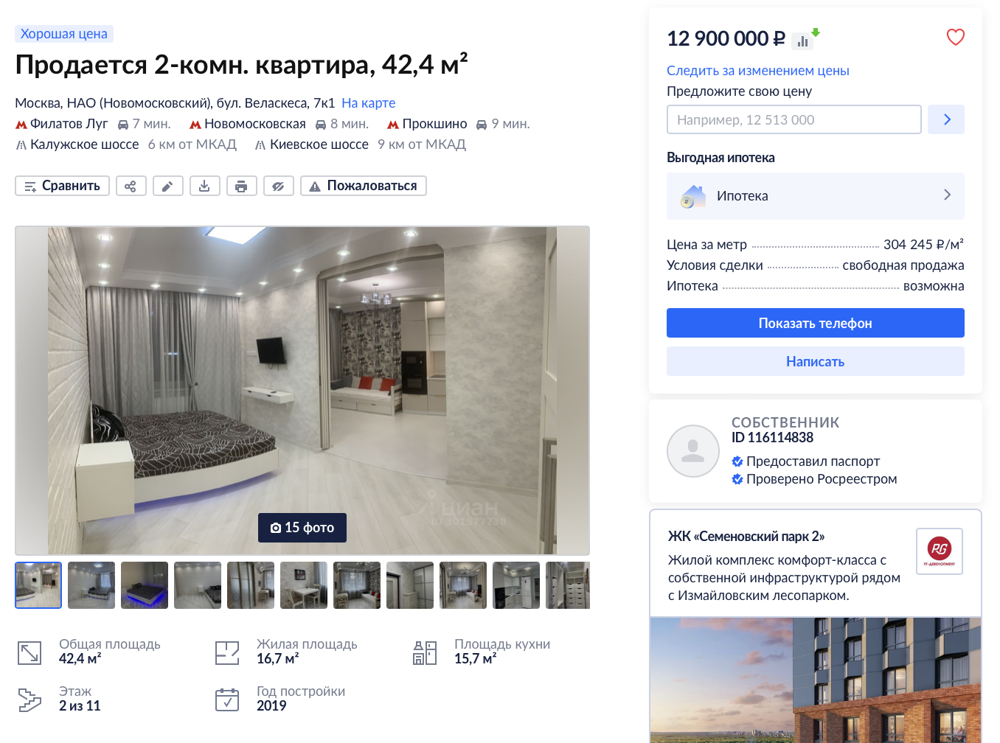 Хорошая цена
Продается 2-комн. квартира, 42,4 м²
Москва, НАО (Новомосковский), бул. Веласкеса, 7к1 На карте
Филатов Луг 7 мин. Новомосковская 8 мин. Прокшино 9 мин.
Калужское шоссе 6 км от МКАД Киевское шоссе 9 км от МКАД
Сравнить Пожаловаться
циан
ID 301577738
15 фото
Общая площадь
42,4 м²
Жилая площадь
16,7 м²
Площадь кухни
15,7 м²
Этаж
2 из 11
Год постройки
2019
12 900 000 ₽
Следить за изменением цены
Предложите свою цену
Например, 12 513 000
Выгодная ипотека
Ипотека
Цена за метр 304 245 ₽/м²
Условия сделки свободная продажа
Ипотека возможна
Показать телефон
Написать
СОБСТВЕННИК
ID 116114838
Предоставил паспорт
Проверено Росреестром
ЖК «Семеновский парк 2»
Жилой комплекс комфорт-класса с
собственной инфраструктурой рядом
с Измайловским лесопарком.
РГ
РГ-ДЕВЕЛОПМЕНТ